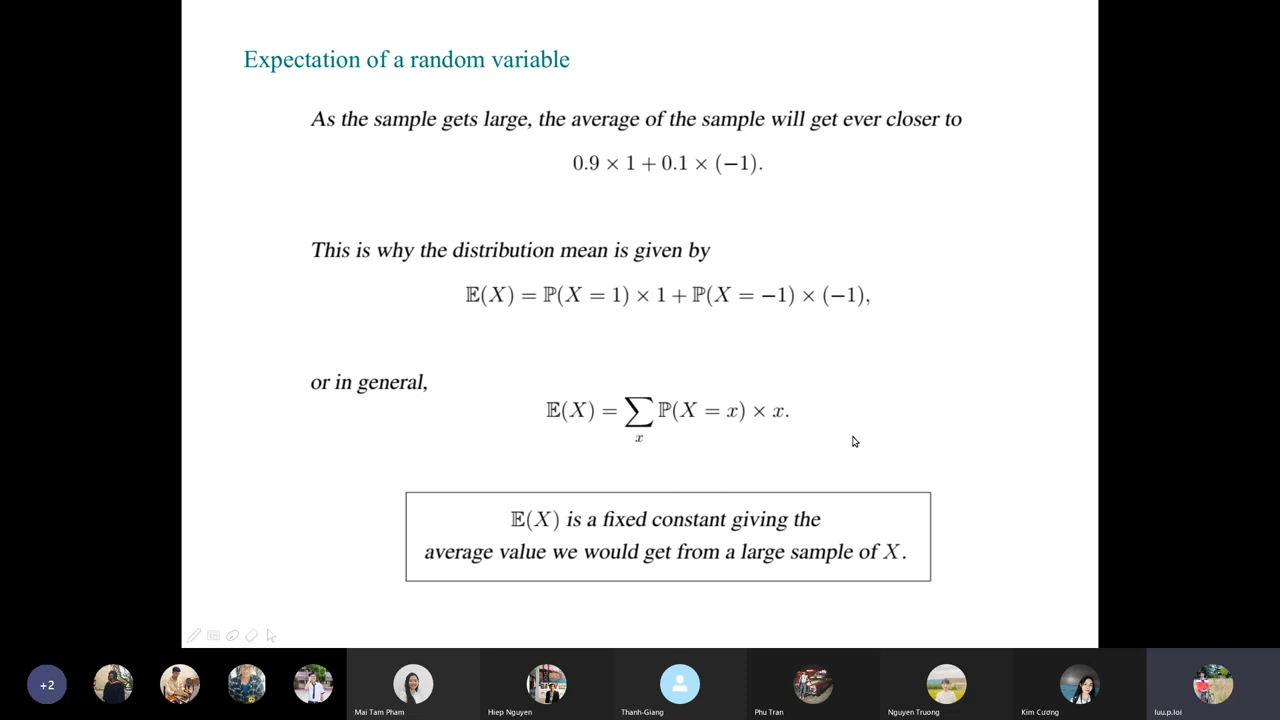 Expectation of a random variable
As the sample gets large, the average of the sample will get ever closer to
0.9 × 1 + 0.1 × (−1).
This is why the distribution mean is given by
𝔼(X) = ℙ(X = 1) × 1 + ℙ(X = −1) × (−1),
or in general,
𝔼(X) = ∑ ℙ(X = x) × x.
x
𝔼(X) is a fixed constant giving the
average value we would get from a large sample of X.
+2
Mai Tam Pham
Hiep Nguyen
Thanh-Giang
Phu Tran
Nguyen Truong
Kim Cương
luu.p.loi